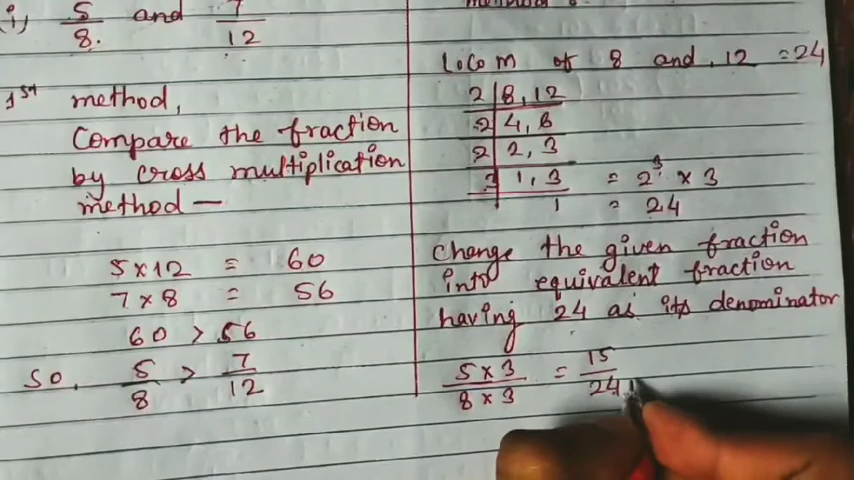 (i) 5/8. and 7/12
1st method,
Compare the fraction
by cross multiplication
method —
5 × 12 = 60
7 × 8 = 56
60 > 56
So, 5/8 > 7/12
L.C.M of 8 and, 12 = 24
2 | 8, 12
2 | 4, 6
2 | 2, 3
3 | 1, 3 = 2³ × 3
1 = 24
Change the given fraction
into equivalent fraction
having 24 as its denominator
5 × 3 / 8 × 3 = 15/24,